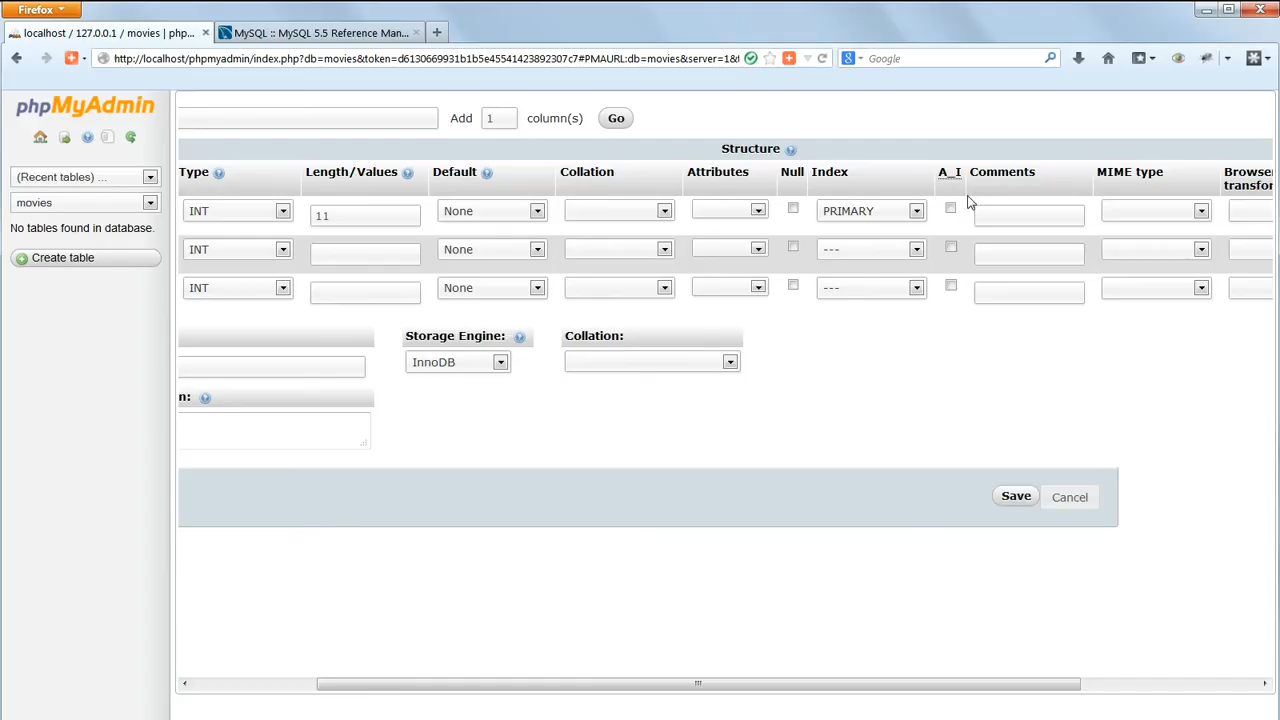 Firefox
localhost / 127.0.0.1 / movies | php...
MySQL :: MySQL 5.5 Reference Man...
http://localhost/phpmyadmin/index.php?db=movies&token=d6130669931b1b5e45541423892307c7#PMAURL:db=movies&server=1&t
Google
phpMyAdmin
(Recent tables) ...
movies
No tables found in database.
Create table
Add 1 column(s) Go
Structure
Type Length/Values Default Collation Attributes Null Index A_I Comments MIME type Browser
transform
INT 11 None PRIMARY
INT None ---
INT None ---
Storage Engine: Collation:
InnoDB
n:
Save Cancel